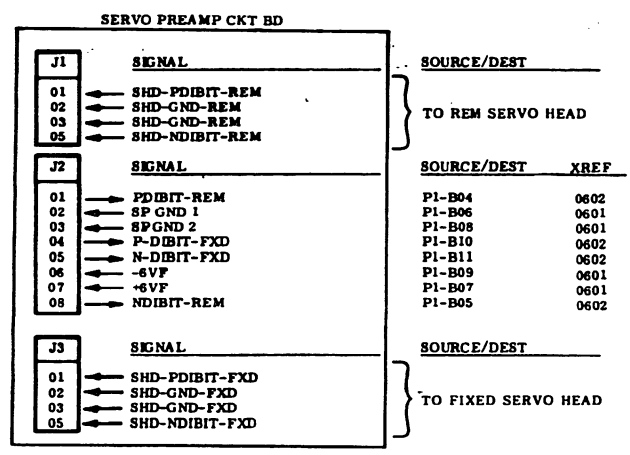 SERVO PREAMP CKT BD
J1 SIGNAL SOURCE/DEST
01 SHD-PDIBIT-REM
02 SHD-GND-REM
03 SHD-GND-REM
05 SHD-NDIBIT-REM
TO REM SERVO HEAD
J2 SIGNAL SOURCE/DEST XREF
01 PDIBIT-REM P1-B04 0602
02 SP GND 1 P1-B06 0601
03 SP GND 2 P1-B08 0601
04 P-DIBIT-FXD P1-B10 0602
05 N-DIBIT-FXD P1-B11 0602
06 -6VF P1-B09 0601
07 +6VF P1-B07 0601
08 NDIBIT-REM P1-B05 0602
J3 SIGNAL SOURCE/DEST
01 SHD-PDIBIT-FXD
02 SHD-GND-FXD
03 SHD-GND-FXD
05 SHD-NDIBIT-FXD
TO FIXED SERVO HEAD